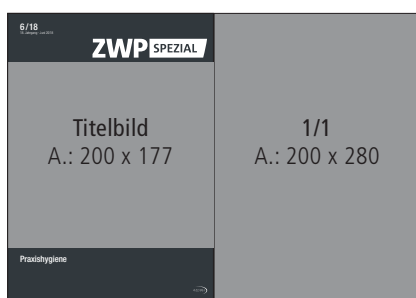 6/18
ZWP SPEZIAL
Titelbild
A.: 200 x 177
1/1
A.: 200 x 280
Praxishygiene